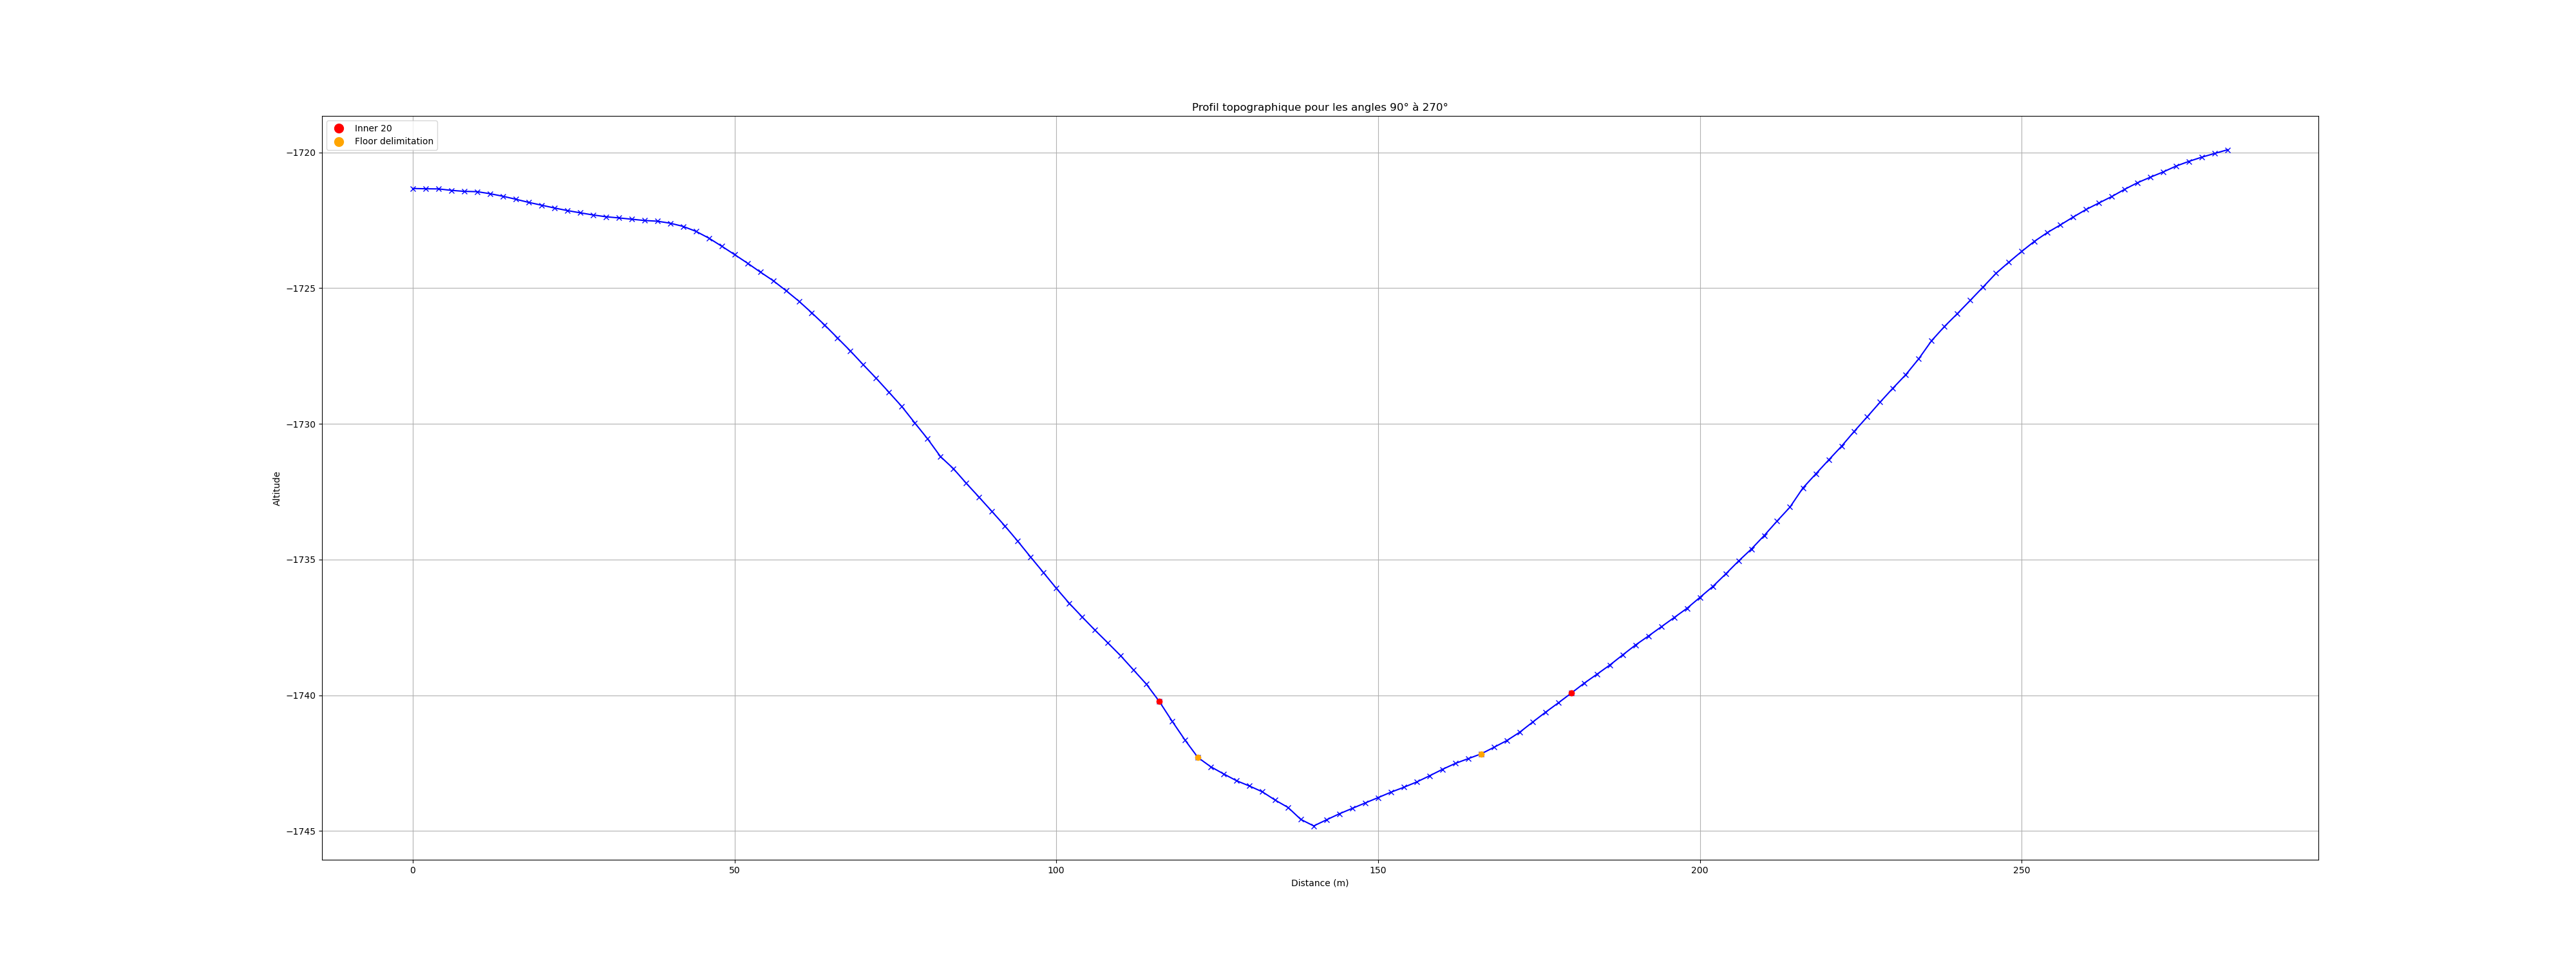 Profil topographique pour les angles 90° à 270°
Inner 20
Floor delimitation
−1720
−1725
−1730
−1735
−1740
−1745
Altitude
0 50 100 150 200 250
Distance (m)